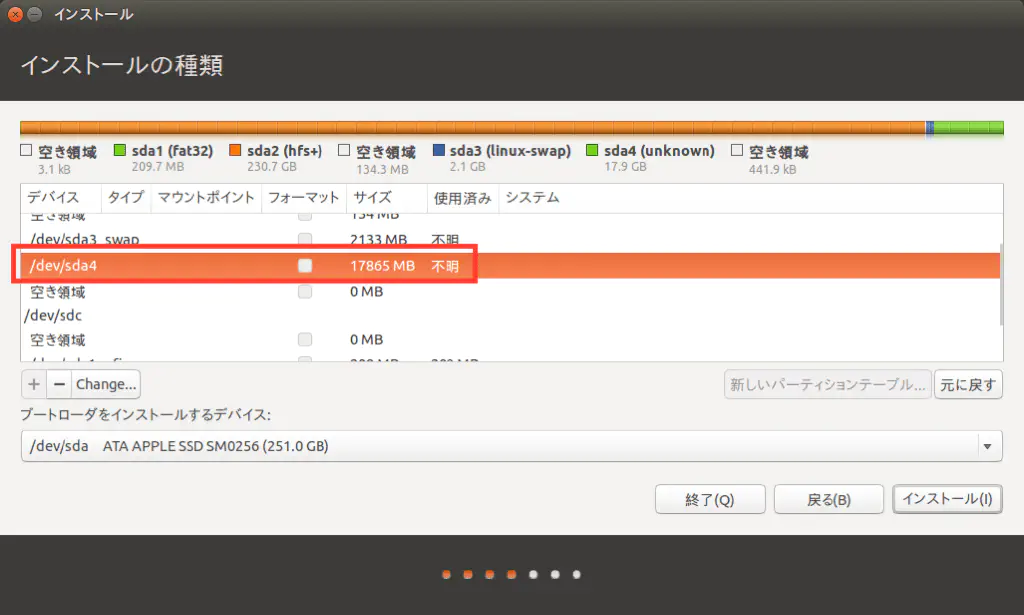 インストール
インストールの種類
空き領域 sda1 (fat32) sda2 (hfs+) 空き領域 sda3 (linux-swap) sda4 (unknown) 空き領域
3.1 kB 209.7 MB 230.7 GB 134.3 MB 2.1 GB 17.9 GB 441.9 kB
デバイス タイプ マウントポイント フォーマット サイズ 使用済み システム
空き領域 134 MB
/dev/sda3 swap 2133 MB 不明
/dev/sda4 17865 MB 不明
空き領域 0 MB
/dev/sdc
空き領域 0 MB
+ − Change... 新しいパーティションテーブル... 元に戻す
ブートローダをインストールするデバイス:
/dev/sda ATA APPLE SSD SM0256 (251.0 GB)
終了(Q) 戻る(B) インストール(I)